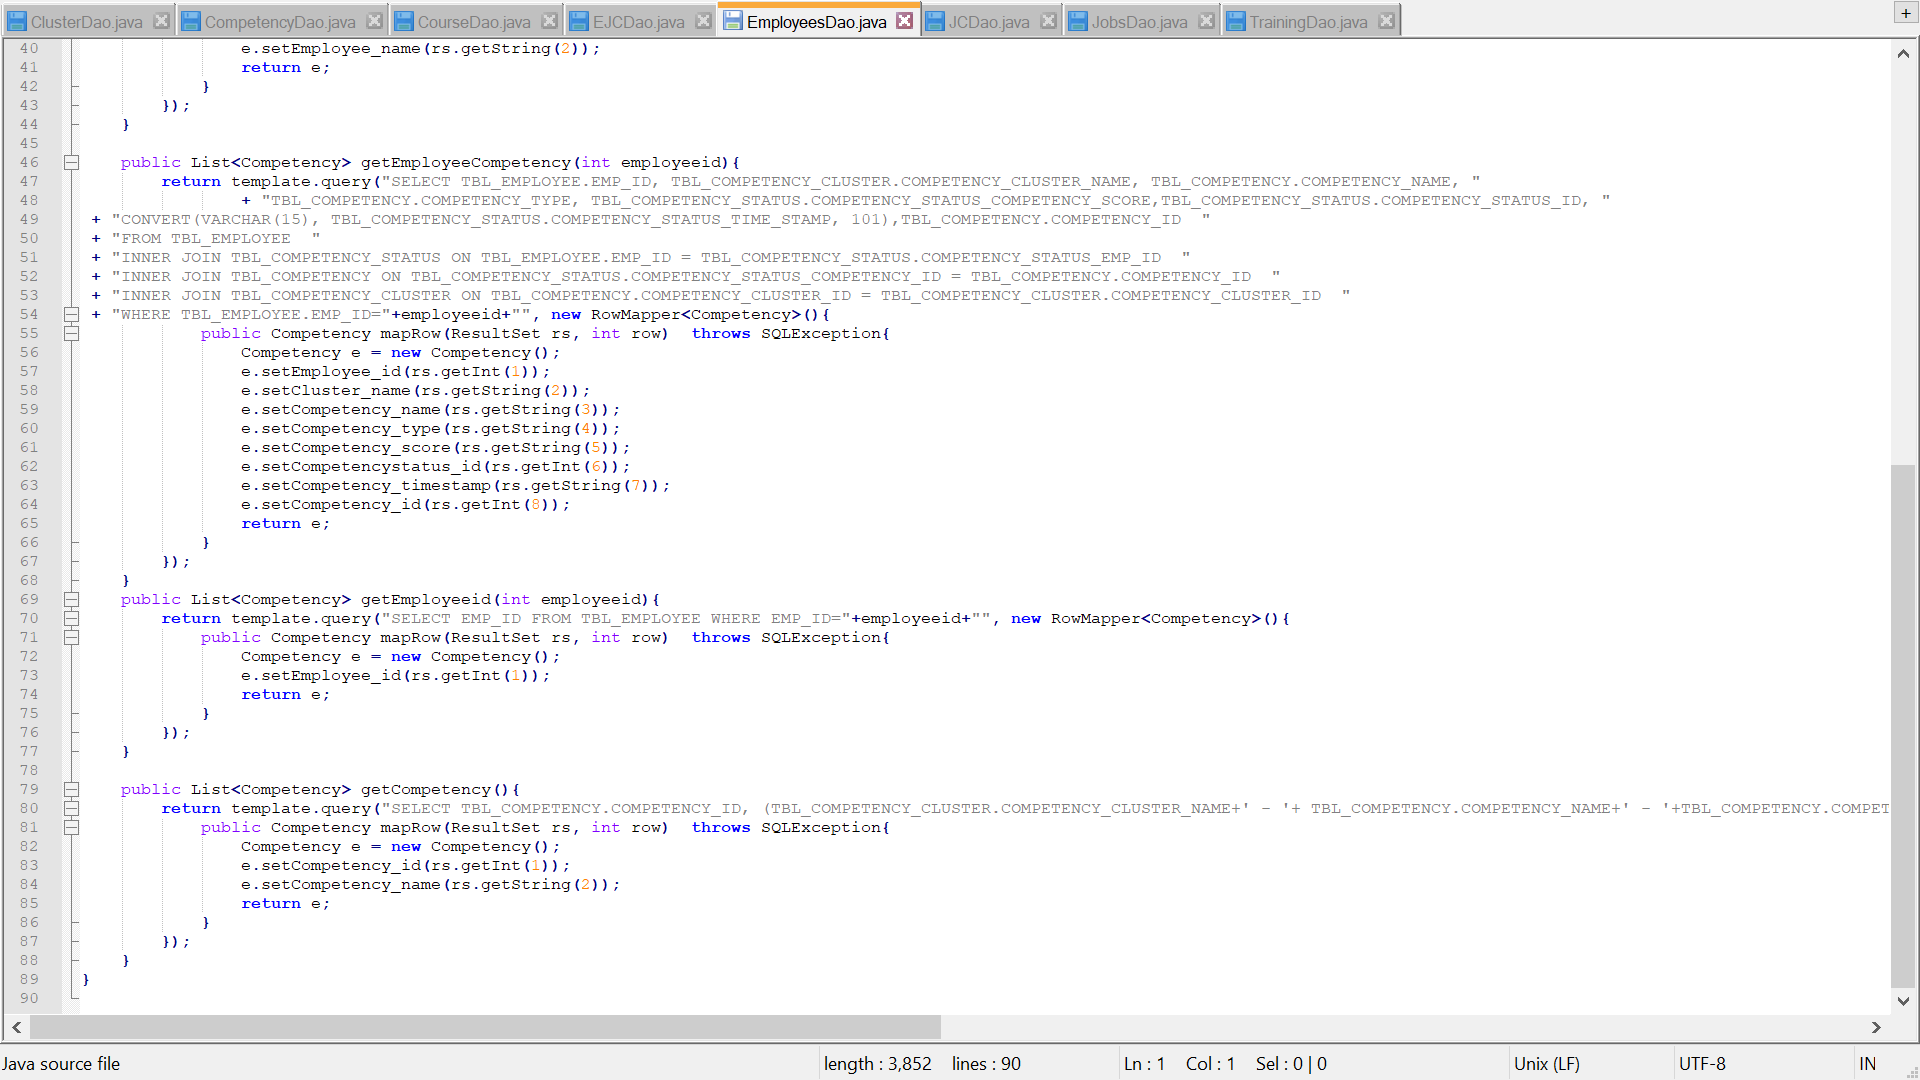 ClusterDao.java CompetencyDao.java CourseDao.java EJCDao.java EmployeesDao.java JCDao.java JobsDao.java TrainingDao.java +
40 e.setEmployee_name(rs.getString(2));
41 return e;
42 }
43 });
44 }
45
46 public List<Competency> getEmployeeCompetency(int employeeid){
47 return template.query("SELECT TBL_EMPLOYEE.EMP_ID, TBL_COMPETENCY_CLUSTER.COMPETENCY_CLUSTER_NAME, TBL_COMPETENCY.COMPETENCY_NAME, "
48 + "TBL_COMPETENCY.COMPETENCY_TYPE, TBL_COMPETENCY_STATUS.COMPETENCY_STATUS_COMPETENCY_SCORE,TBL_COMPETENCY_STATUS.COMPETENCY_STATUS_ID, "
49 + "CONVERT(VARCHAR(15), TBL_COMPETENCY_STATUS.COMPETENCY_STATUS_TIME_STAMP, 101),TBL_COMPETENCY.COMPETENCY_ID  "
50 + "FROM TBL_EMPLOYEE  "
51 + "INNER JOIN TBL_COMPETENCY_STATUS ON TBL_EMPLOYEE.EMP_ID = TBL_COMPETENCY_STATUS.COMPETENCY_STATUS_EMP_ID  "
52 + "INNER JOIN TBL_COMPETENCY ON TBL_COMPETENCY_STATUS.COMPETENCY_STATUS_COMPETENCY_ID = TBL_COMPETENCY.COMPETENCY_ID  "
53 + "INNER JOIN TBL_COMPETENCY_CLUSTER ON TBL_COMPETENCY.COMPETENCY_CLUSTER_ID = TBL_COMPETENCY_CLUSTER.COMPETENCY_CLUSTER_ID  "
54 + "WHERE TBL_EMPLOYEE.EMP_ID="+employeeid+"", new RowMapper<Competency>(){
55 public Competency mapRow(ResultSet rs, int row)  throws SQLException{
56 Competency e = new Competency();
57 e.setEmployee_id(rs.getInt(1));
58 e.setCluster_name(rs.getString(2));
59 e.setCompetency_name(rs.getString(3));
60 e.setCompetency_type(rs.getString(4));
61 e.setCompetency_score(rs.getString(5));
62 e.setCompetencystatus_id(rs.getInt(6));
63 e.setCompetency_timestamp(rs.getString(7));
64 e.setCompetency_id(rs.getInt(8));
65 return e;
66 }
67 });
68 }
69 public List<Competency> getEmployeeid(int employeeid){
70 return template.query("SELECT EMP_ID FROM TBL_EMPLOYEE WHERE EMP_ID="+employeeid+"", new RowMapper<Competency>(){
71 public Competency mapRow(ResultSet rs, int row)  throws SQLException{
72 Competency e = new Competency();
73 e.setEmployee_id(rs.getInt(1));
74 return e;
75 }
76 });
77 }
78
79 public List<Competency> getCompetency(){
80 return template.query("SELECT TBL_COMPETENCY.COMPETENCY_ID, (TBL_COMPETENCY_CLUSTER.COMPETENCY_CLUSTER_NAME+' - '+ TBL_COMPETENCY.COMPETENCY_NAME+' - '+TBL_COMPETENCY.COMPET
81 public Competency mapRow(ResultSet rs, int row)  throws SQLException{
82 Competency e = new Competency();
83 e.setCompetency_id(rs.getInt(1));
84 e.setCompetency_name(rs.getString(2));
85 return e;
86 }
87 });
88 }
89 }
90
Java source file length : 3,852 lines : 90 Ln : 1 Col : 1 Sel : 0 | 0 Unix (LF) UTF-8 IN